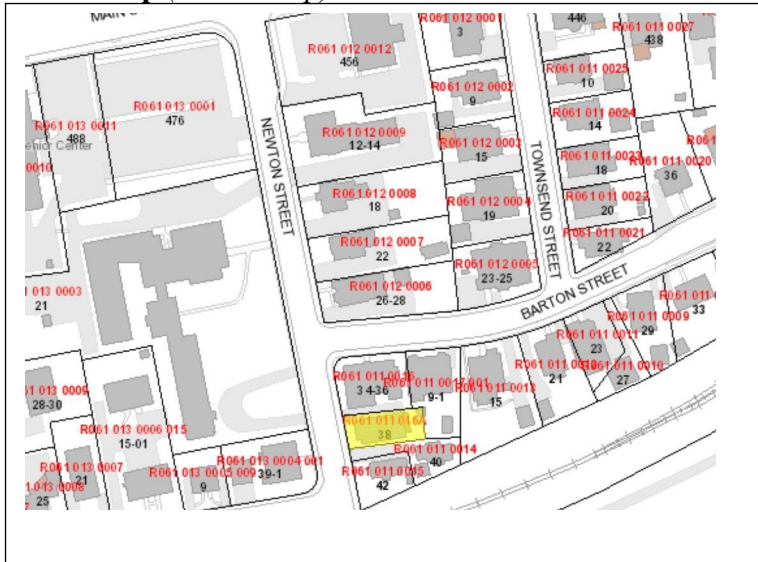 MAIN
R061 012 0001
3
446
R061 011 0027
438
R061 012 0012
456
R061 012 0002
9
R061 011 0025
10
R061 013 0001
476
R061 013 0011
488
enior Center
0010
R061 012 0009
12-14
R061 012 0003
15
R061 011 0024
14
R061 011 0023
18
R061 011 0020
36
NEWTON STREET
TOWNSEND STREET
R061 012 0008
18
R061 012 0004
19
R061 011 0022
20
R061 012 0007
22
R061 011 0021
22
R061 012 0005
23-25
R061 012 0006
26-28
BARTON STREET
013 0003
21
R061 011 0009
29
33
R061 011 0011
23
R061 011 0010
27
21
R061 011 0013
15
R061 011 0016
34-36
9-1
R061 011 016A
38
R061 011 0014
40
R061 011 0015
42
013 0009
28-30
R061 013 0006 015
15-01
R061 013 0007
21
R061 013 0005 009
9
R061 013 0004 001
39-1
013 0008
25